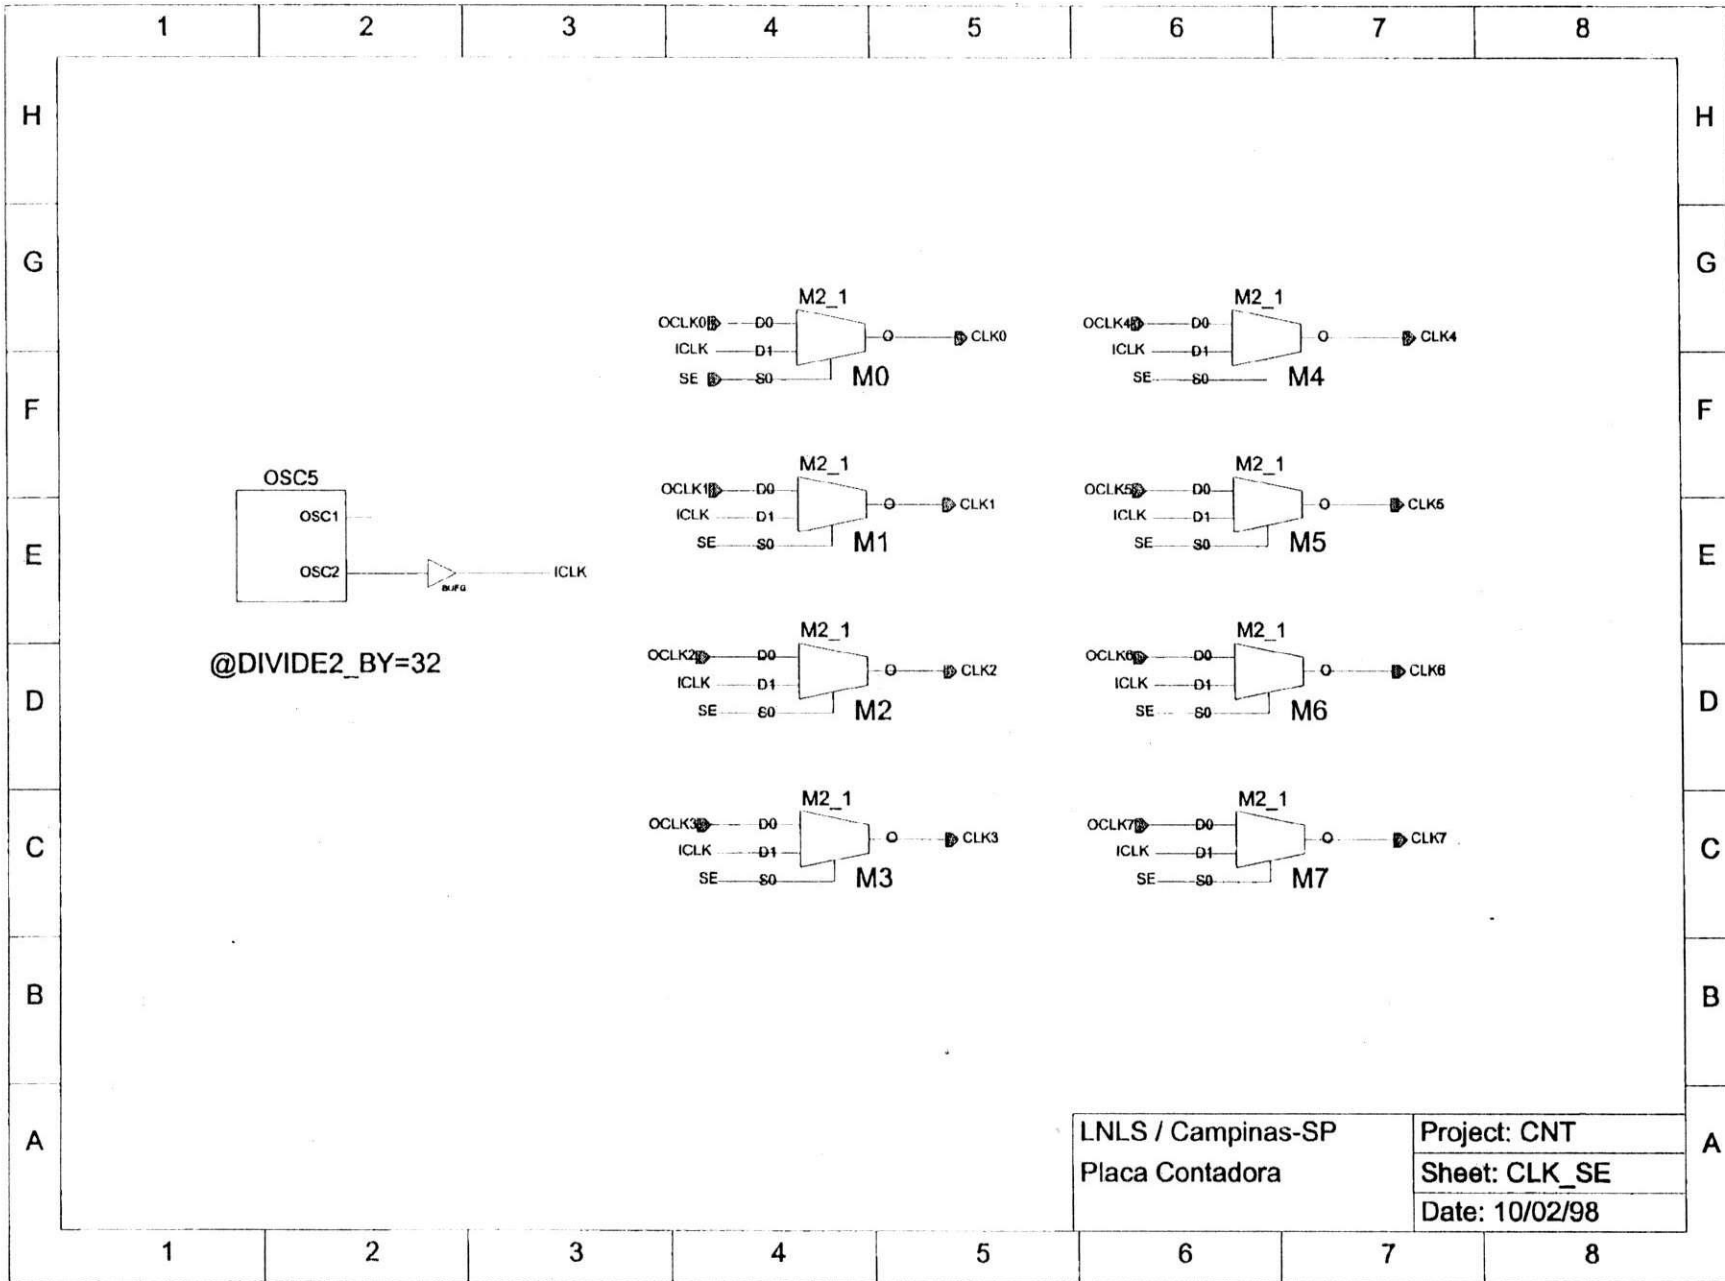 1 2 3 4 5 6 7 8
H H
G G
F F
E E
D D
C C
B B
A A
OSC5
OSC1
OSC2
BUFG
ICLK
@DIVIDE2_BY=32
M2_1
OCLK0 D0
ICLK D1
SE S0
O CLK0
M0
M2_1
OCLK1 D0
ICLK D1
SE S0
O CLK1
M1
M2_1
OCLK2 D0
ICLK D1
SE S0
O CLK2
M2
M2_1
OCLK3 D0
ICLK D1
SE S0
O CLK3
M3
M2_1
OCLK4 D0
ICLK D1
SE S0
O CLK4
M4
M2_1
OCLK5 D0
ICLK D1
SE S0
O CLK5
M5
M2_1
OCLK6 D0
ICLK D1
SE S0
O CLK6
M6
M2_1
OCLK7 D0
ICLK D1
SE S0
O CLK7
M7
LNLS / Campinas-SP
Placa Contadora
Project: CNT
Sheet: CLK_SE
Date: 10/02/98
1 2 3 4 5 6 7 8